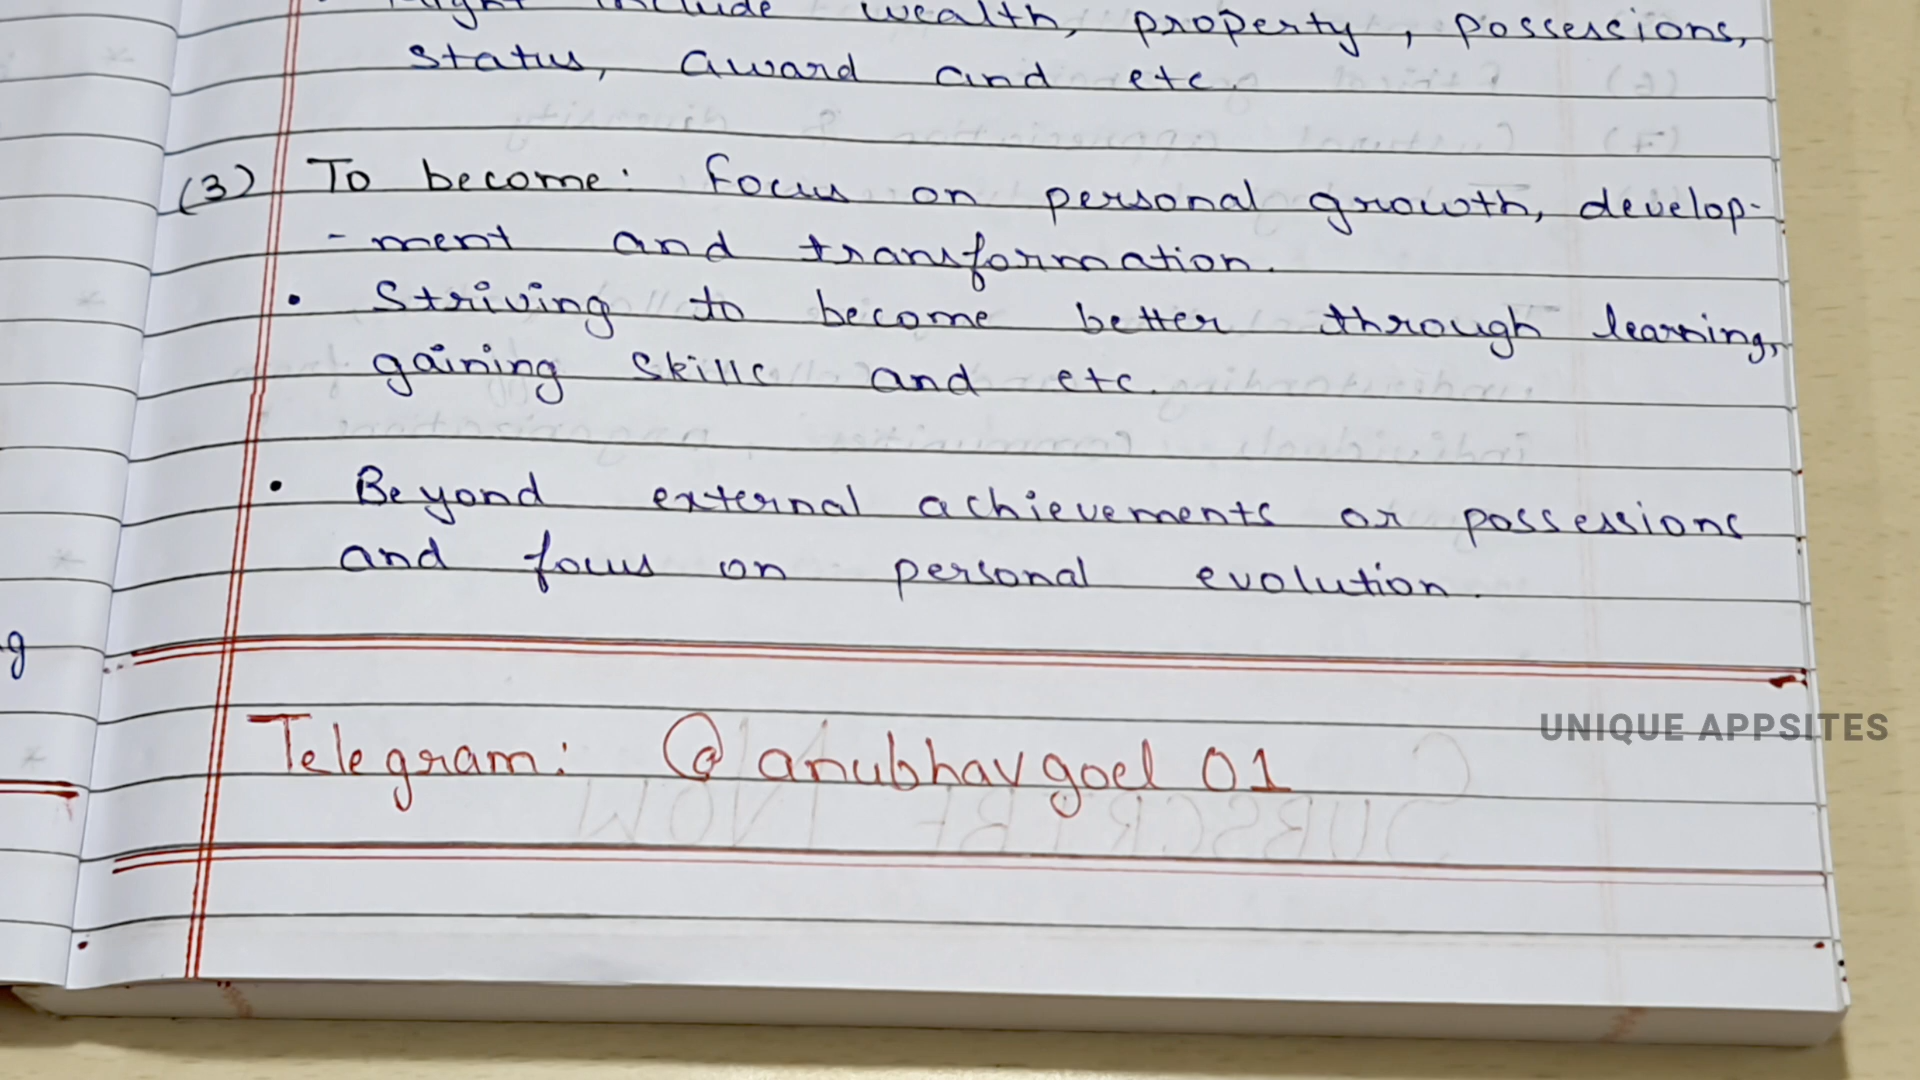 include wealth, property, possessions,
status, award and etc.
(3) To become: Focus on personal growth, develop-
- ment and transformation.
• Striving to become better through learning,
gaining skills and etc.
• Beyond external achievements or possessions
and focus on personal evolution.
g
Telegram: @anubhavgoel 01
UNIQUE APPSITES